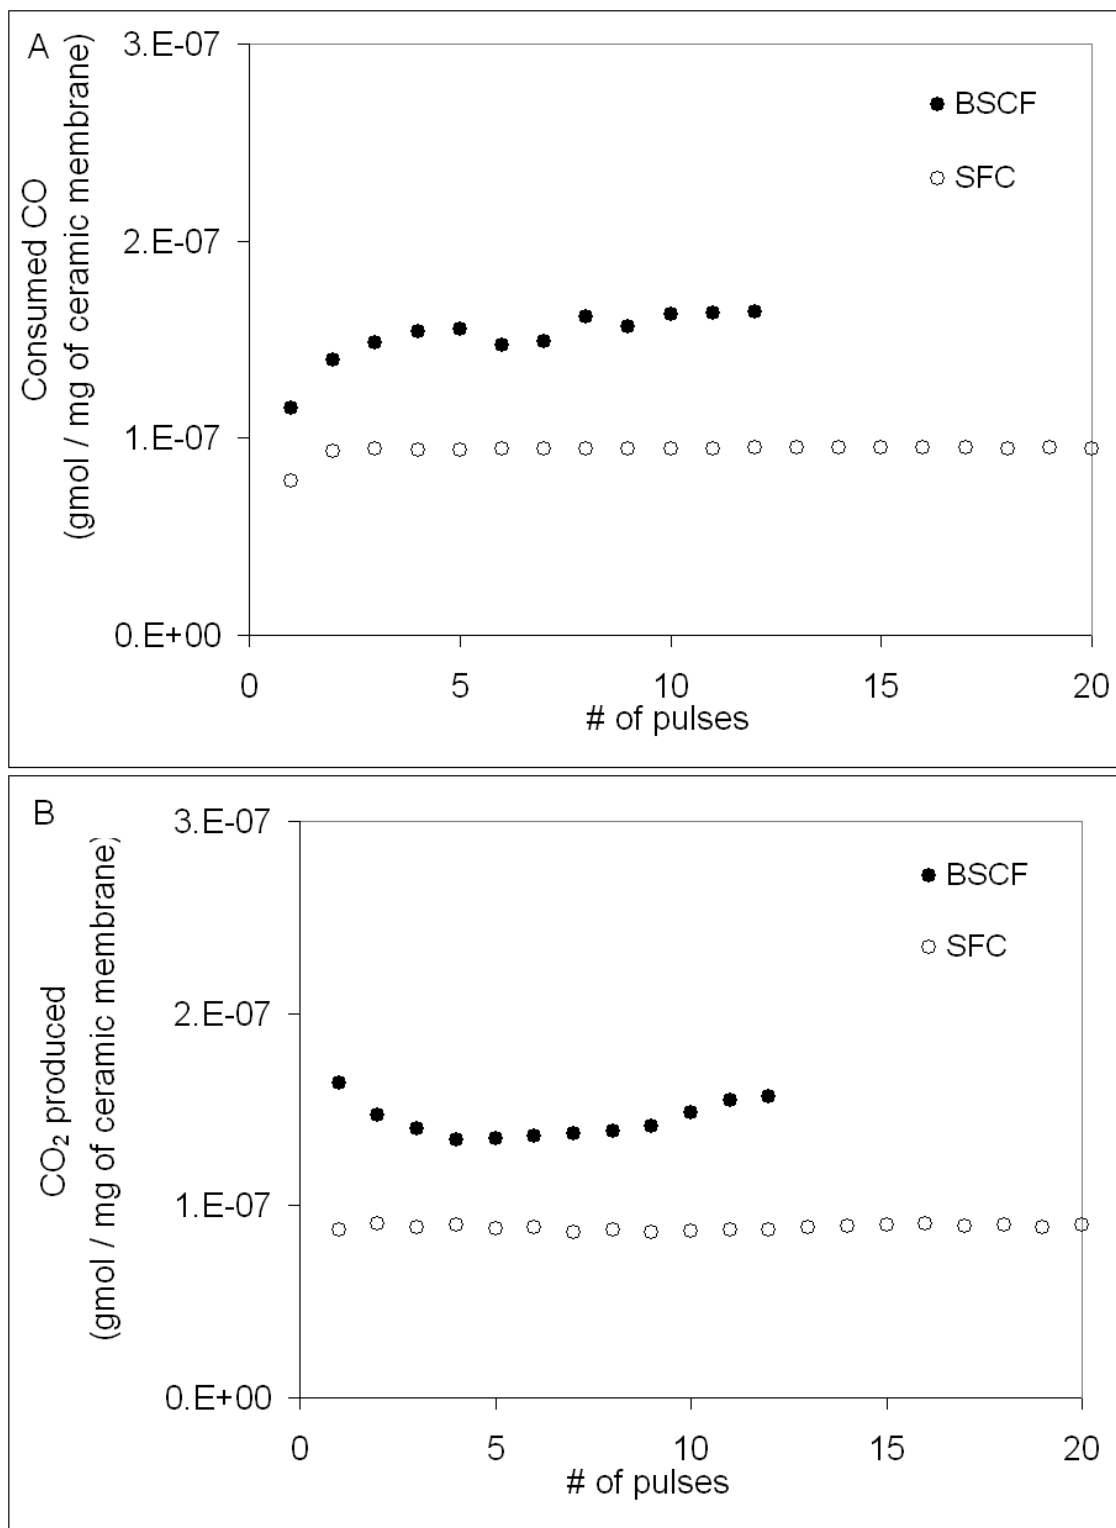 A
3.E-07
2.E-07
1.E-07
0.E+00
Consumed CO
(gmol / mg of ceramic membrane)
BSCF
SFC
0 5 10 15 20
# of pulses
B
3.E-07
2.E-07
1.E-07
0.E+00
CO₂ produced
(gmol / mg of ceramic membrane)
BSCF
SFC
0 5 10 15 20
# of pulses